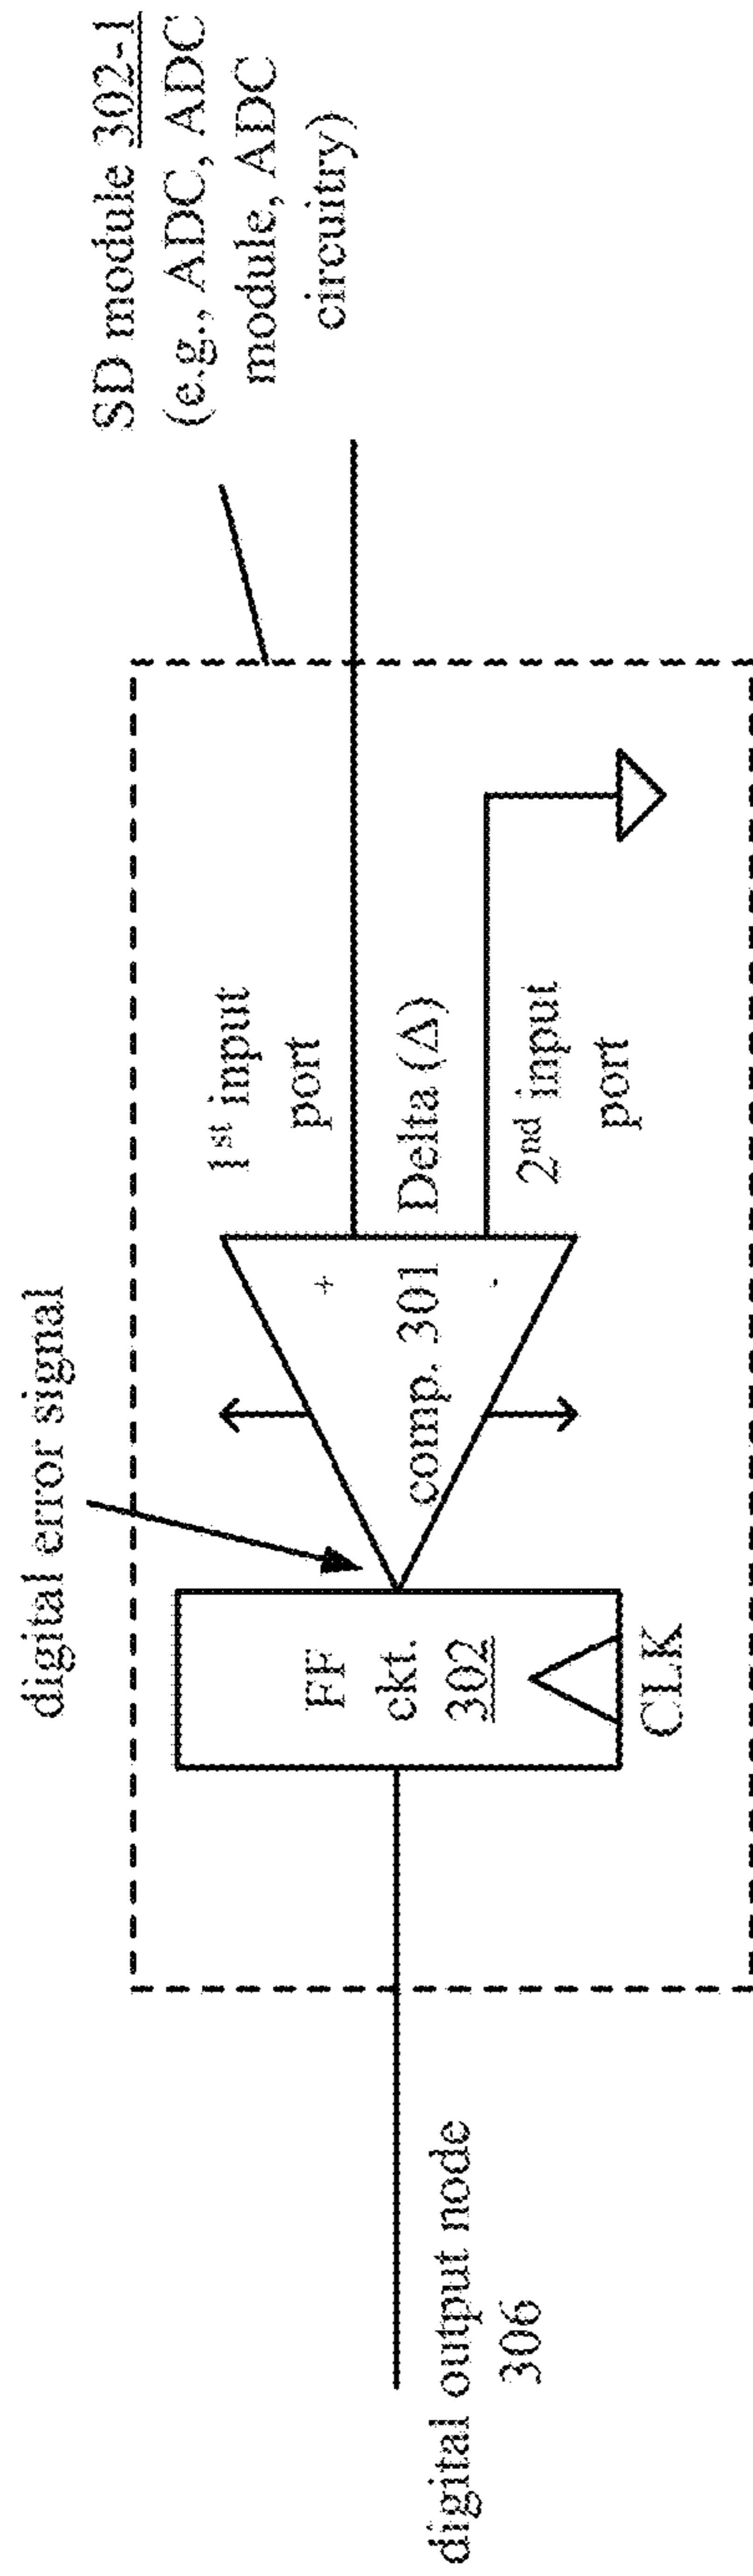 SD module 302-1
(e.g., ADC, ADC
module, ADC
circuitry)
digital error signal
1st input
port
Delta (Δ)
2nd input
port
+
-
comp. 301
FF
ckt.
302
CLK
digital output node
306